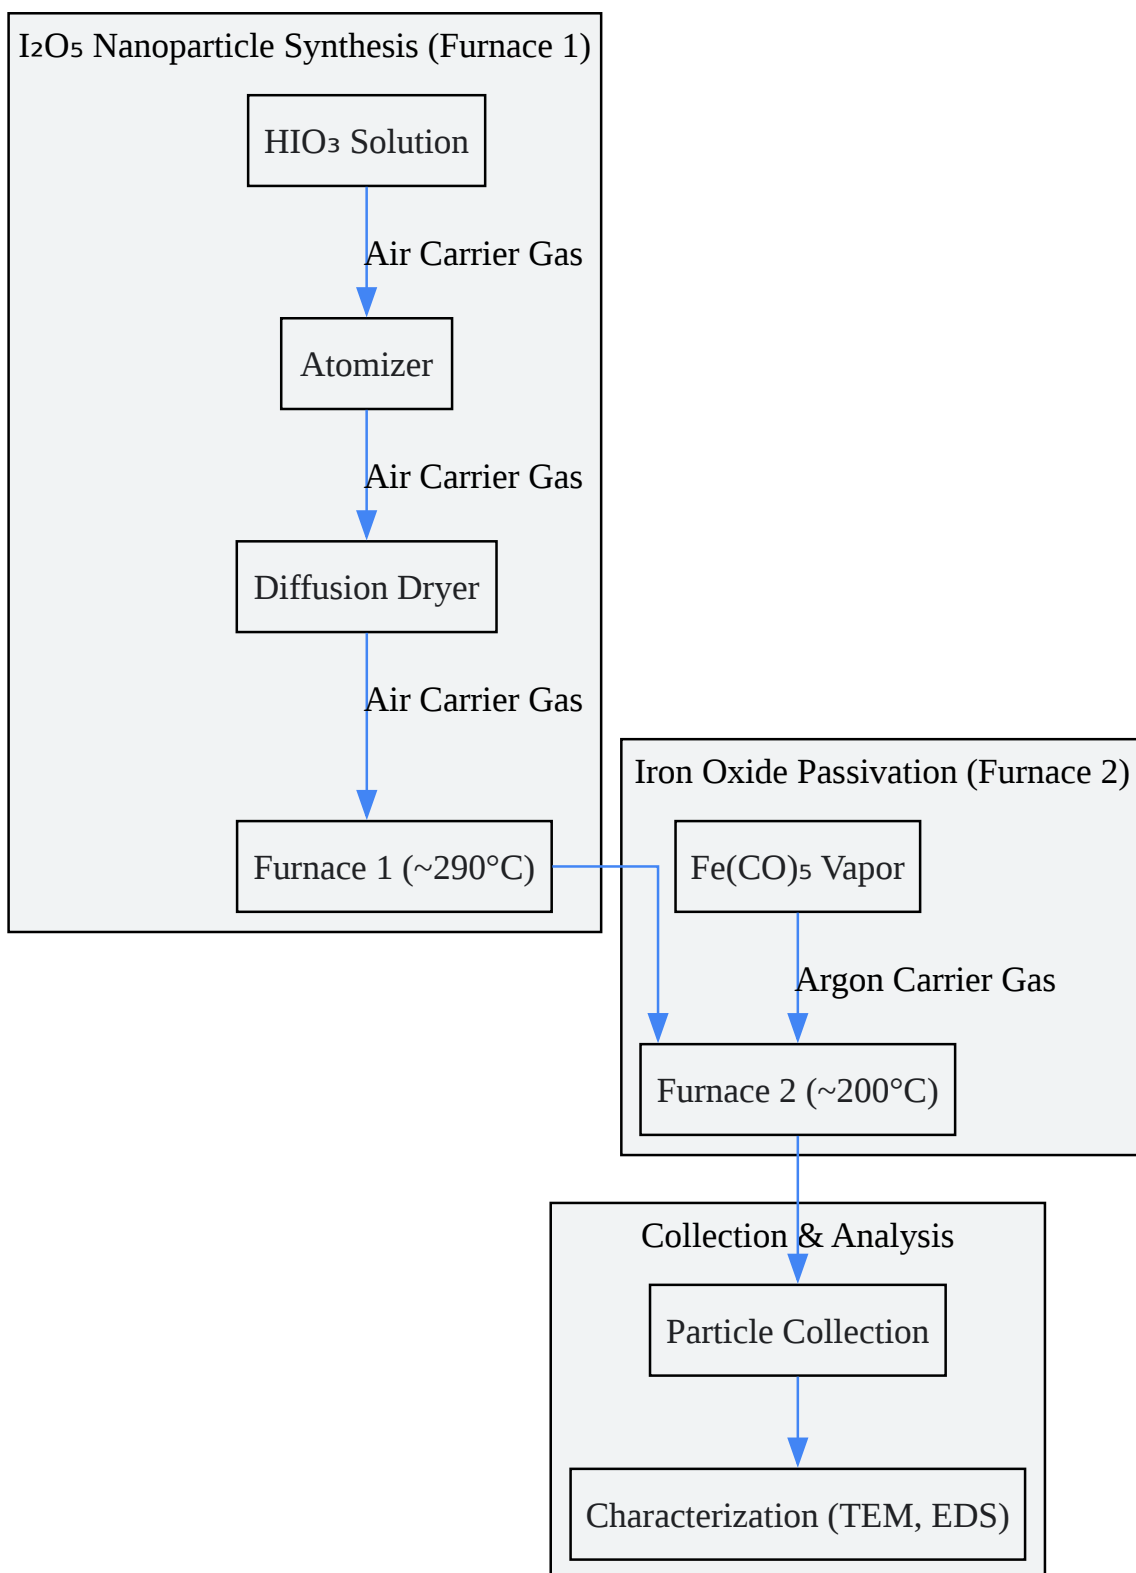 I₂O₅ Nanoparticle Synthesis (Furnace 1)
HIO₃ Solution
Air Carrier Gas
Atomizer
Air Carrier Gas
Diffusion Dryer
Air Carrier Gas
Furnace 1 (~290°C)
Iron Oxide Passivation (Furnace 2)
Fe(CO)₅ Vapor
Argon Carrier Gas
Furnace 2 (~200°C)
Collection & Analysis
Particle Collection
Characterization (TEM, EDS)